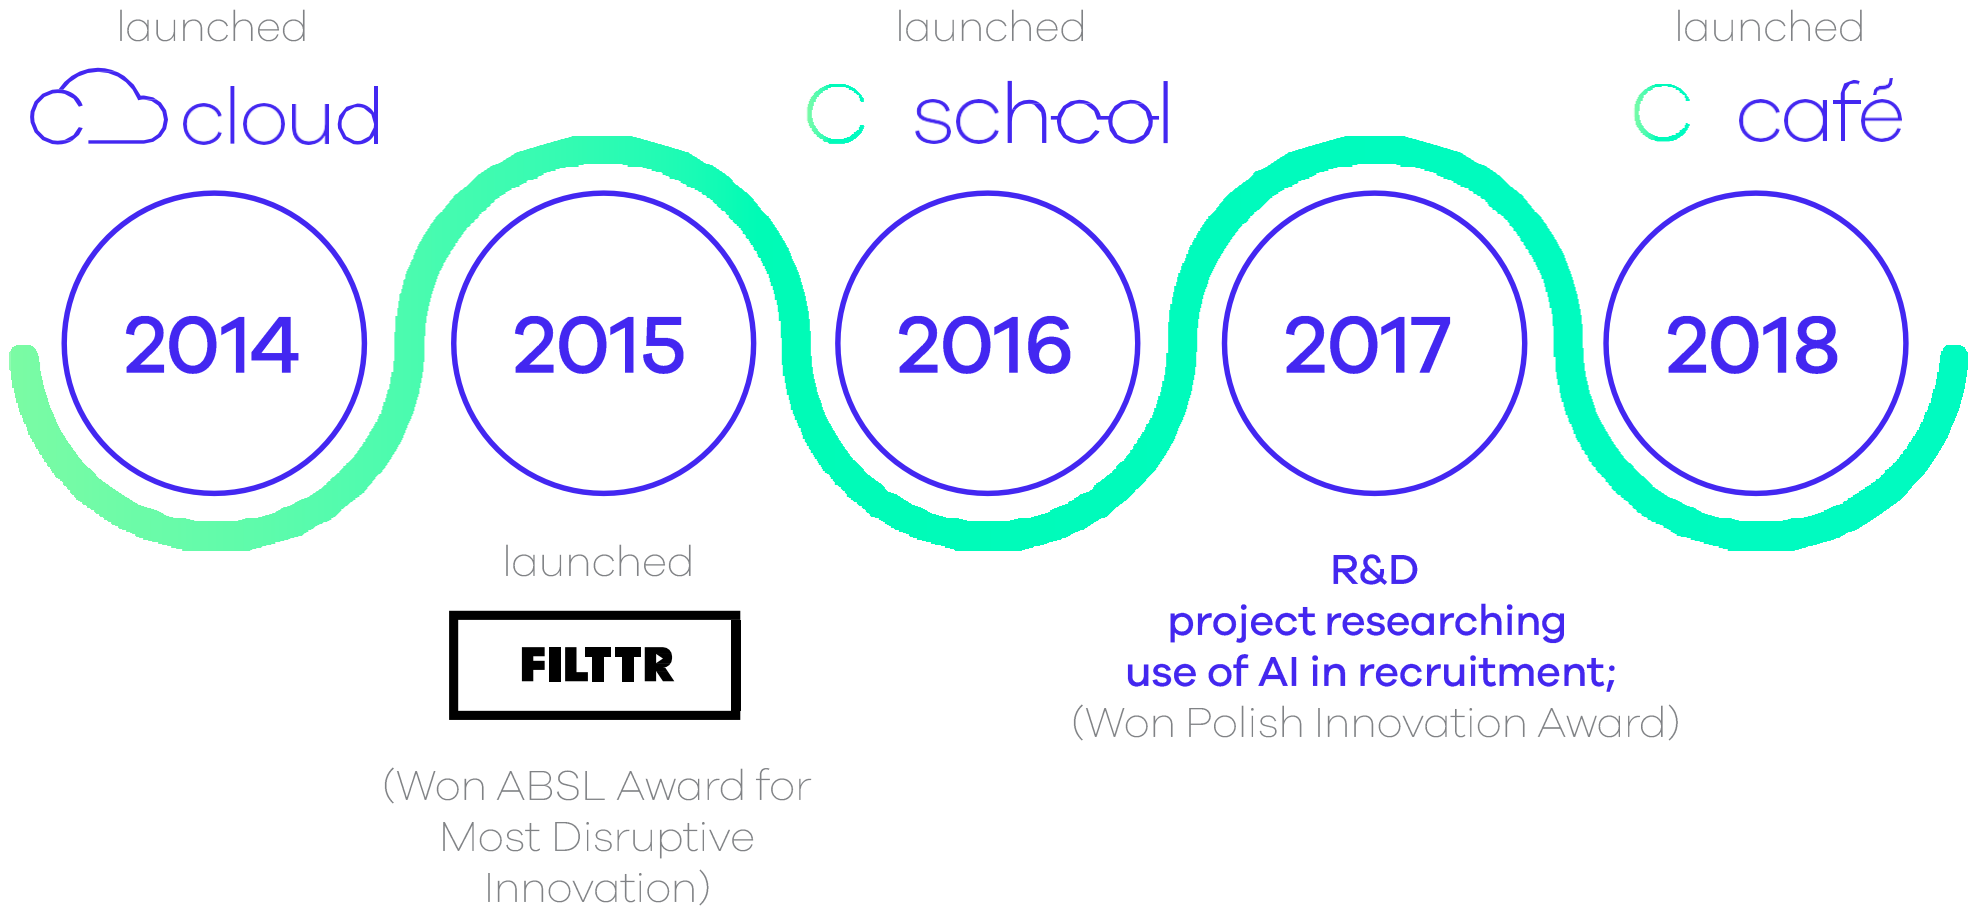 launched
C cloud
launched
C school
launched
C café
2014
2015
2016
2017
2018
launched
FILTTR
(Won ABSL Award for
Most Disruptive
Innovation)
R&D
project researching
use of AI in recruitment;
(Won Polish Innovation Award)